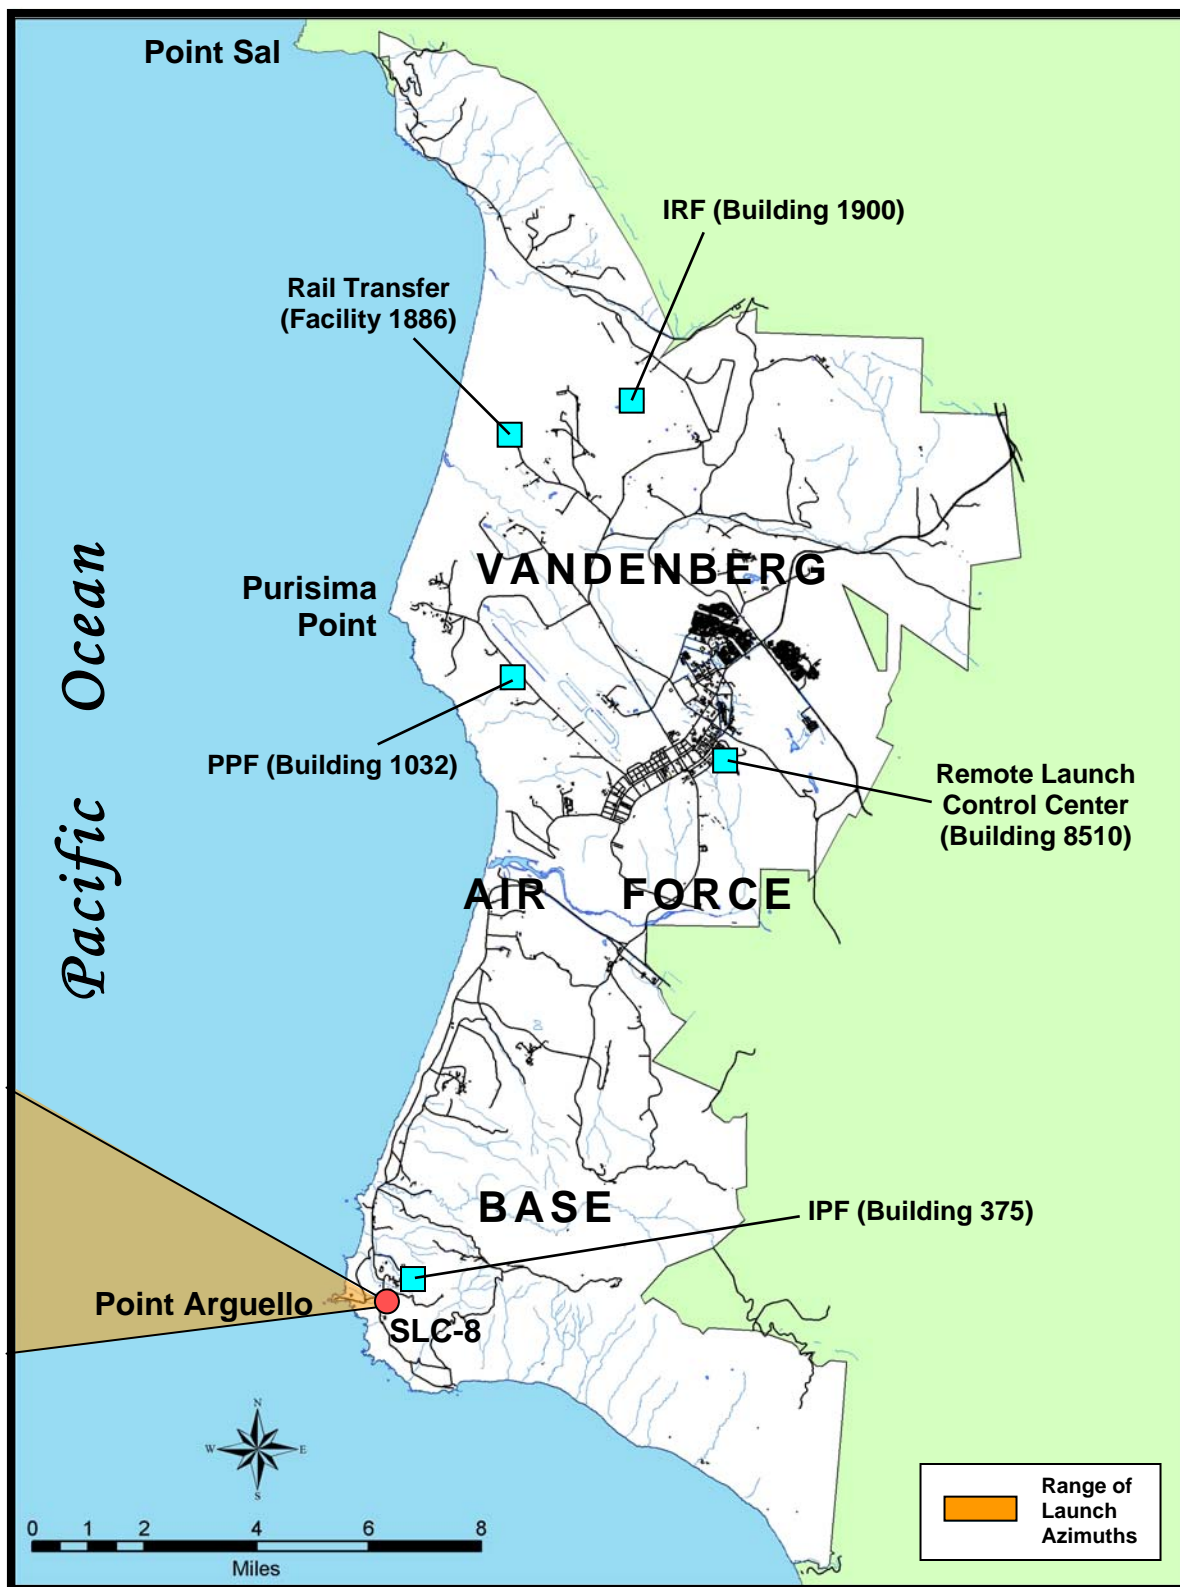 Point Sal
IRF (Building 1900)
Rail Transfer
(Facility 1886)
VANDENBERG
Purisima
Point
Pacific Ocean
PPF (Building 1032)
Remote Launch
Control Center
(Building 8510)
AIR FORCE
BASE
IPF (Building 375)
Point Arguello
SLC-8
N
W E
S
0 1 2 4 6 8
Miles
Range of
Launch
Azimuths